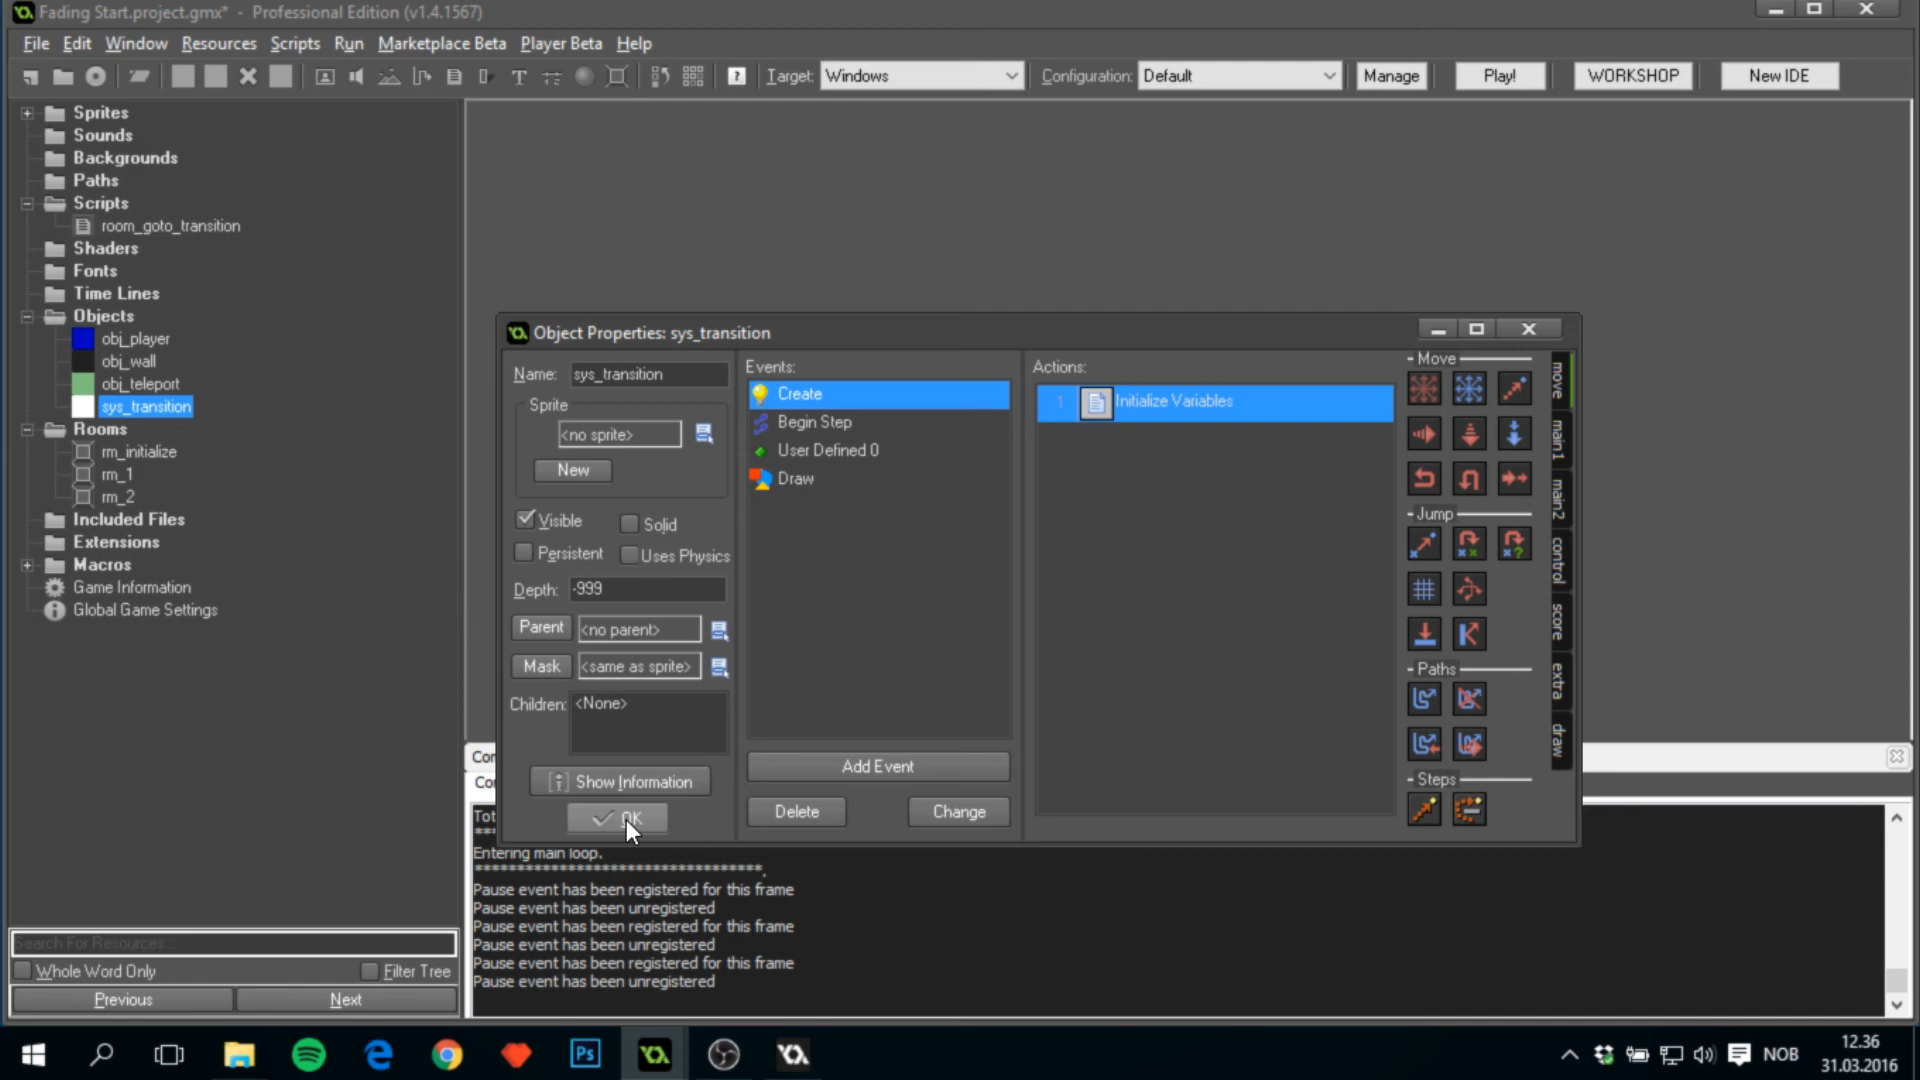 Fading Start.project.gmx* - Professional Edition (v1.4.1567)
File Edit Window Resources Scripts Run Marketplace Beta Player Beta Help
Target: Windows Configuration: Default Manage Play! WORKSHOP New IDE
Sprites
Sounds
Backgrounds
Paths
Scripts
room_goto_transition
Shaders
Fonts
Time Lines
Objects
obj_player
obj_wall
obj_teleport
sys_transition
Rooms
rm_initialize
rm_1
rm_2
Included Files
Extensions
Macros
Game Information
Global Game Settings
Search For Resources...
Whole Word Only Filter Tree
Previous Next
Object Properties: sys_transition
Name: sys_transition
Sprite
<no sprite>
New
Visible Solid
Persistent Uses Physics
Depth: -999
Parent <no parent>
Mask <same as sprite>
Children: <None>
Show Information
OK
Events:
Create
Begin Step
User Defined 0
Draw
Add Event
Delete Change
Actions:
1 Initialize Variables
Move
Jump
Paths
Steps
move
main1
main2
control
score
extra
draw
Entering main loop.
**********************************.
Pause event has been registered for this frame
Pause event has been unregistered
Pause event has been registered for this frame
Pause event has been unregistered
Pause event has been registered for this frame
Pause event has been unregistered
Ps
NOB
12.36
31.03.2016